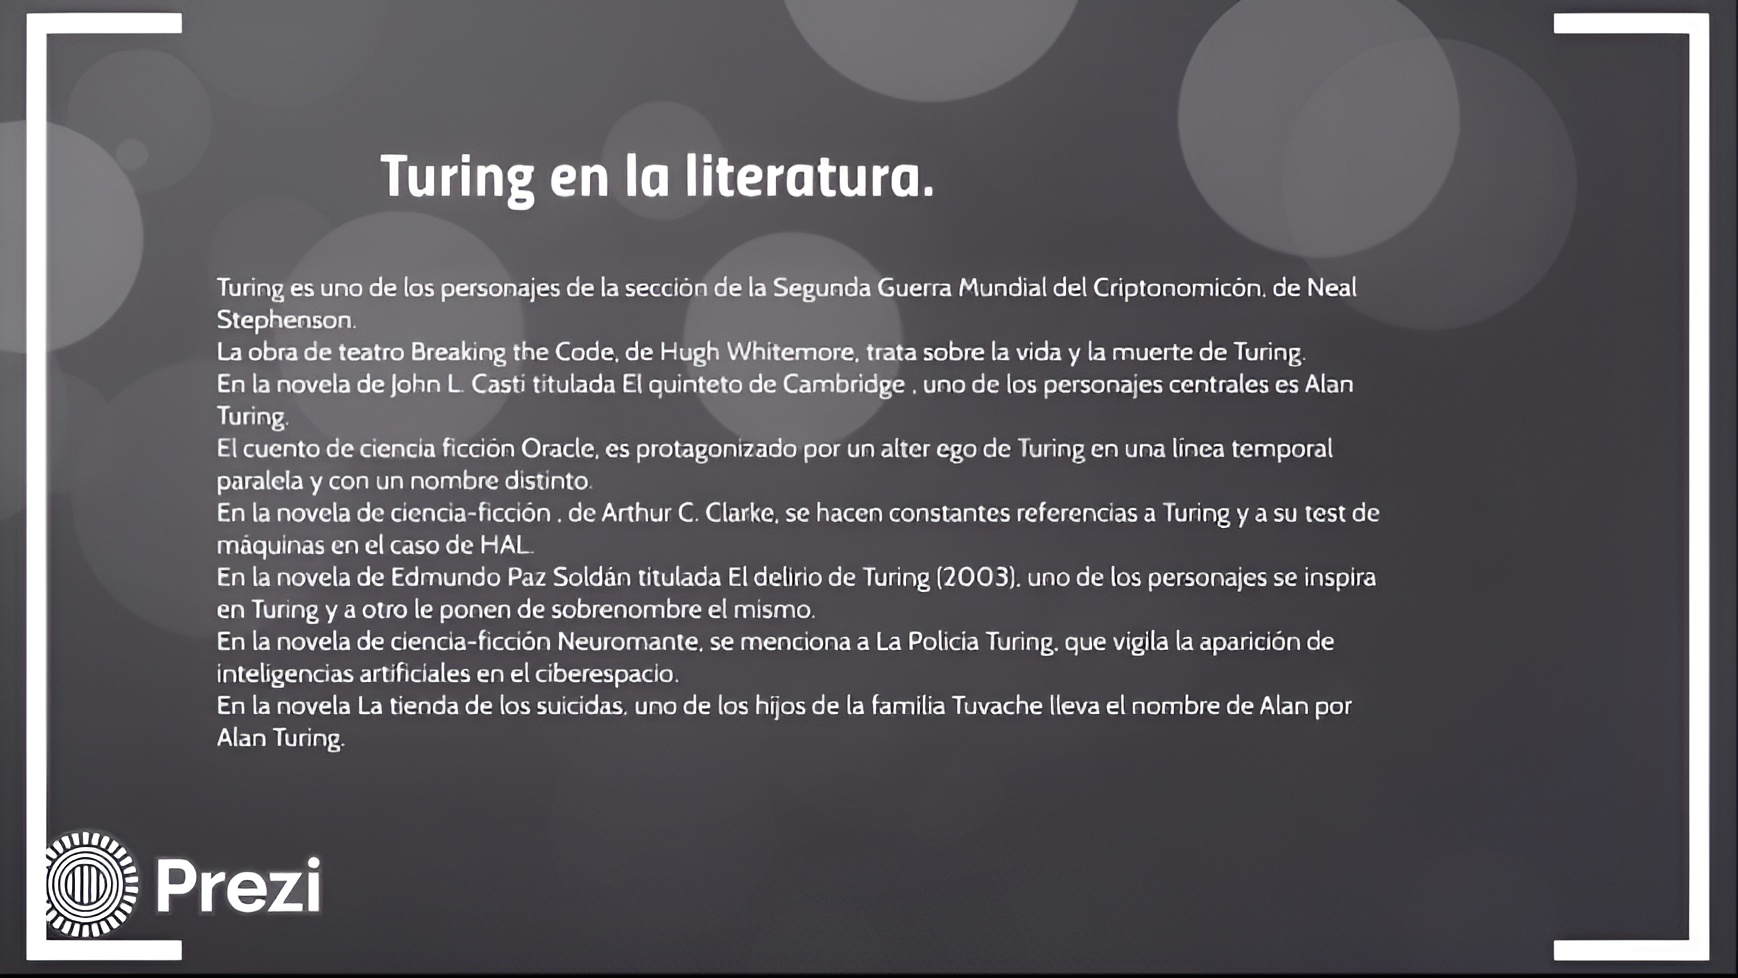 Turing en la literatura.
Turing es uno de los personajes de la sección de la Segunda Guerra Mundial del Criptonomicón, de Neal
Stephenson.
La obra de teatro Breaking the Code, de Hugh Whitemore, trata sobre la vida y la muerte de Turing.
En la novela de John L. Casti titulada El quinteto de Cambridge , uno de los personajes centrales es Alan
Turing.
El cuento de ciencia ficción Oracle, es protagonizado por un alter ego de Turing en una línea temporal
paralela y con un nombre distinto.
En la novela de ciencia-ficción , de Arthur C. Clarke, se hacen constantes referencias a Turing y a su test de
máquinas en el caso de HAL.
En la novela de Edmundo Paz Soldán titulada El delirio de Turing (2003), uno de los personajes se inspira
en Turing y a otro le ponen de sobrenombre el mismo.
En la novela de ciencia-ficción Neuromante, se menciona a La Policía Turing, que vigila la aparición de
inteligencias artificiales en el ciberespacio.
En la novela La tienda de los suicidas, uno de los hijos de la familia Tuvache lleva el nombre de Alan por
Alan Turing.
Prezi